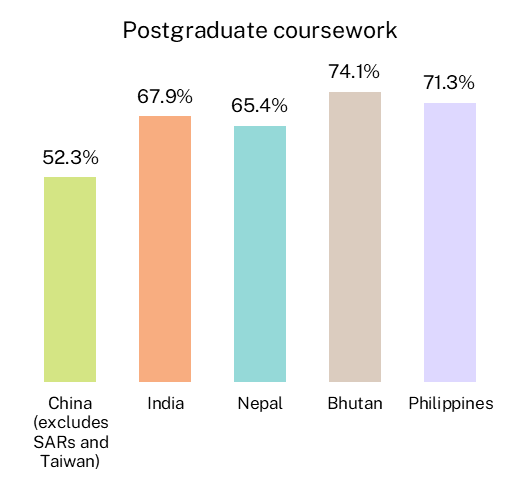 Postgraduate coursework
74.1%
71.3%
67.9%
65.4%
52.3%
China
(excludes
SARs and
Taiwan)
India
Nepal
Bhutan
Philippines